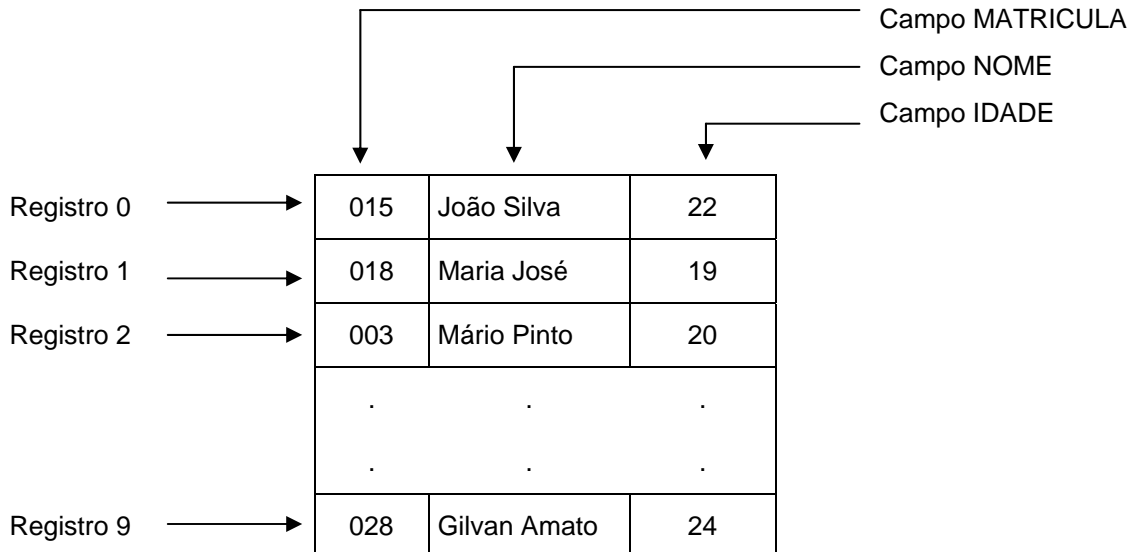 Campo MATRICULA
Campo NOME
Campo IDADE
Registro 0 015 João Silva 22
Registro 1 018 Maria José 19
Registro 2 003 Mário Pinto 20
. . .
. . .
Registro 9 028 Gilvan Amato 24